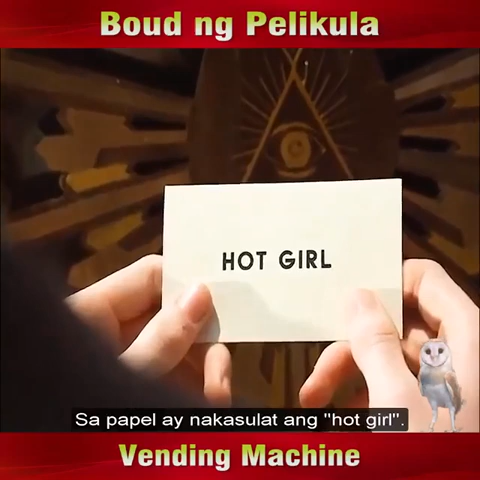 Boud ng Pelikula
HOT GIRL
Sa papel ay nakasulat ang "hot girl".
Vending Machine